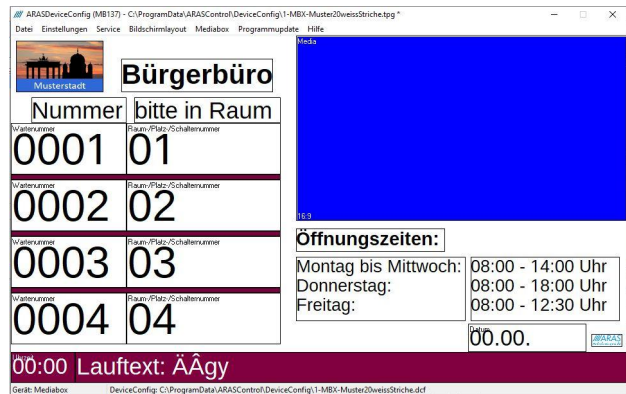 ARASDeviceConfig (MB137) - C:\ProgramData\ARASControl\DeviceConfig\1-MBX-Muster20weissStriche.tpg *
Datei Einstellungen Service Bildschirmlayout Mediabox Programmupdate Hilfe
Musterstadt
Bürgerbüro
Nummer bitte in Raum
Wartenummer Raum-/Platz-/Schalternummer
0001 01
Wartenummer Raum-/Platz-/Schalternummer
0002 02
Wartenummer Raum-/Platz-/Schalternummer
0003 03
Wartenummer Raum-/Platz-/Schalternummer
0004 04
Media
16:9
Öffnungszeiten:
Montag bis Mittwoch: 08:00 - 14:00 Uhr
Donnerstag: 08:00 - 18:00 Uhr
Freitag: 08:00 - 12:30 Uhr
Datum
00.00.
ARAS
Uhrzeit
00:00 Lauftext: ÄÂgy
Gerät: Mediabox DeviceConfig: C:\ProgramData\ARASControl\DeviceConfig\1-MBX-Muster20weissStriche.dcf